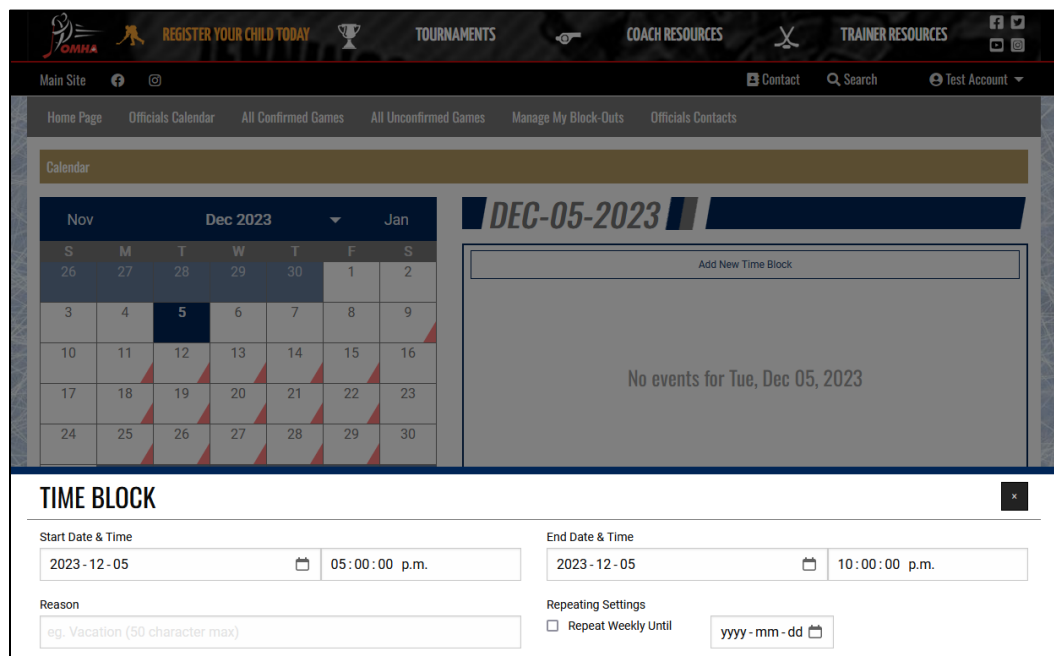 OMHA REGISTER YOUR CHILD TODAY TOURNAMENTS COACH RESOURCES TRAINER RESOURCES
Main Site Contact Search Test Account
Home Page Officials Calendar All Confirmed Games All Unconfirmed Games Manage My Block-Outs Officials Contacts
Calendar
Nov Dec 2023 Jan
DEC-05-2023
S M T W T F S
Add New Time Block
26 27 28 29 30 1 2
3 4 5 6 7 8 9
10 11 12 13 14 15 16
No events for Tue, Dec 05, 2023
17 18 19 20 21 22 23
24 25 26 27 28 29 30
TIME BLOCK
×
Start Date & Time End Date & Time
2023-12-05 05:00:00 p.m. 2023-12-05 10:00:00 p.m.
Reason Repeating Settings
eg. Vacation (50 character max) Repeat Weekly Until yyyy-mm-dd